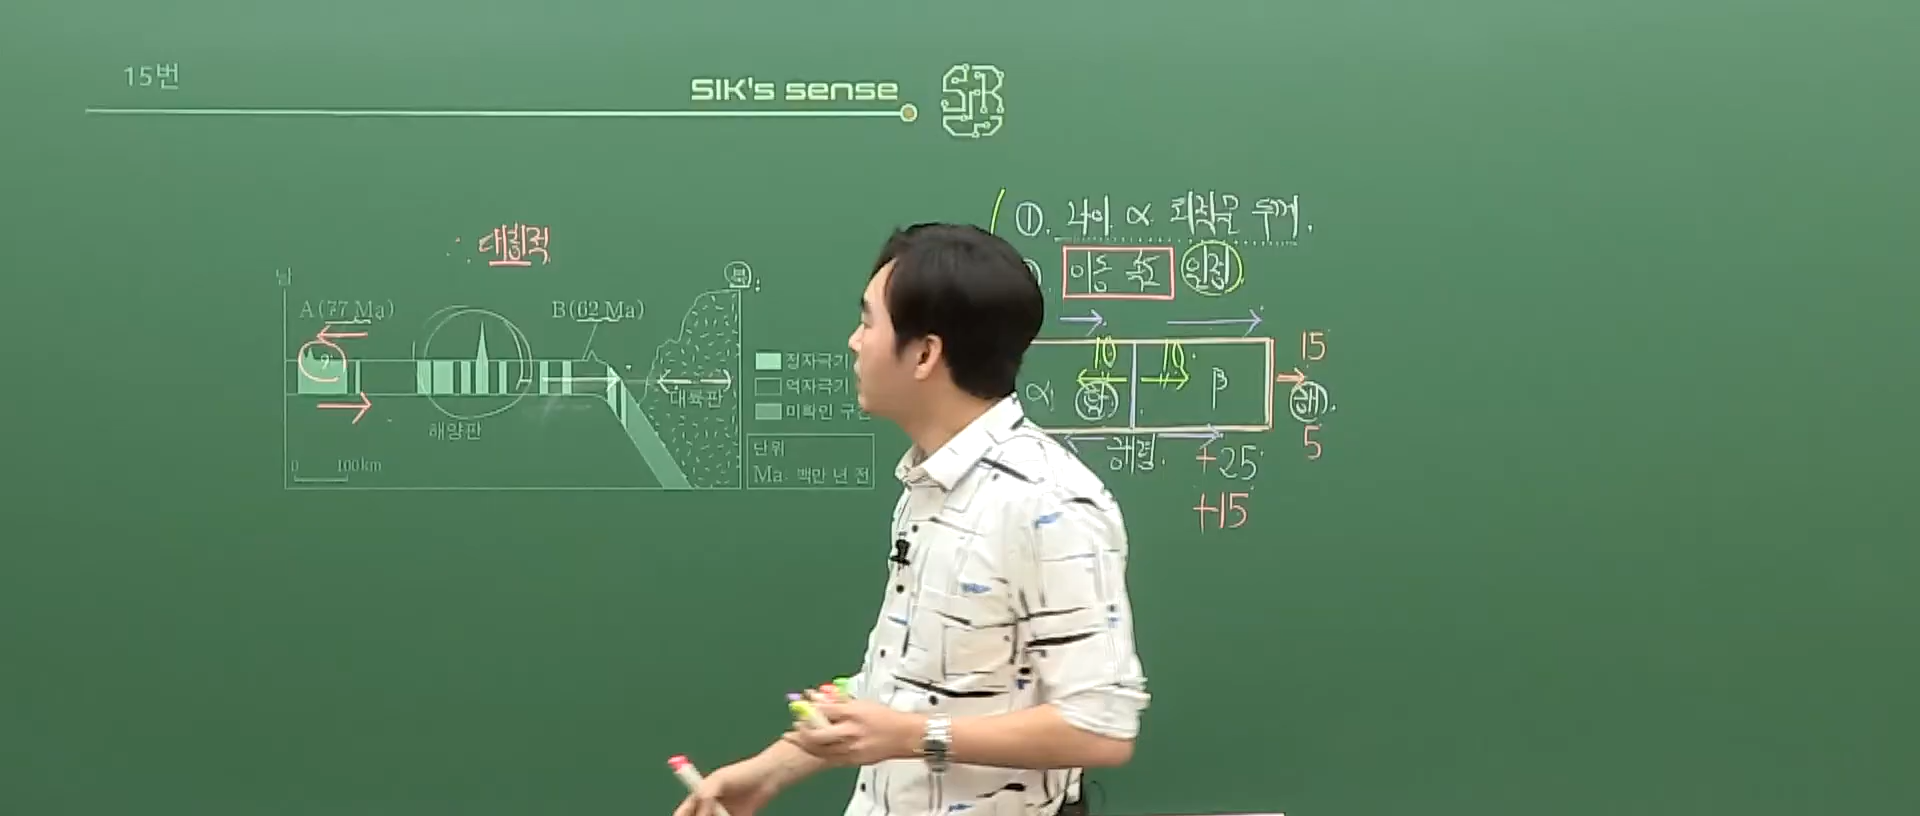 15번
SIK's sense
SIK
∴ 대칭적
남
북
A(77 Ma)
B(62 Ma)
?
정자극기
역자극기
미확인 구간
대륙판
해양판
단위
Ma: 백만 년 전
0 100km
①. 나이 α 퇴적물 두께.
이동 속도 일정
10 10
15
α
β
5
해령.
+25
+15